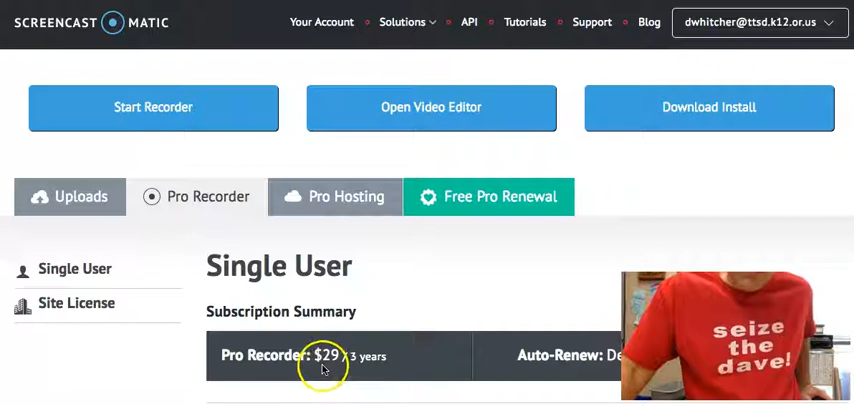 SCREENCAST MATIC
Your Account Solutions API Tutorials Support Blog dwhitcher@ttsd.k12.or.us
Start Recorder Open Video Editor Download Install
Uploads Pro Recorder Pro Hosting Free Pro Renewal
Single User
Site License
Single User
Subscription Summary
Pro Recorder: $29 / 3 years Auto-Renew: De
seize
the
dave!